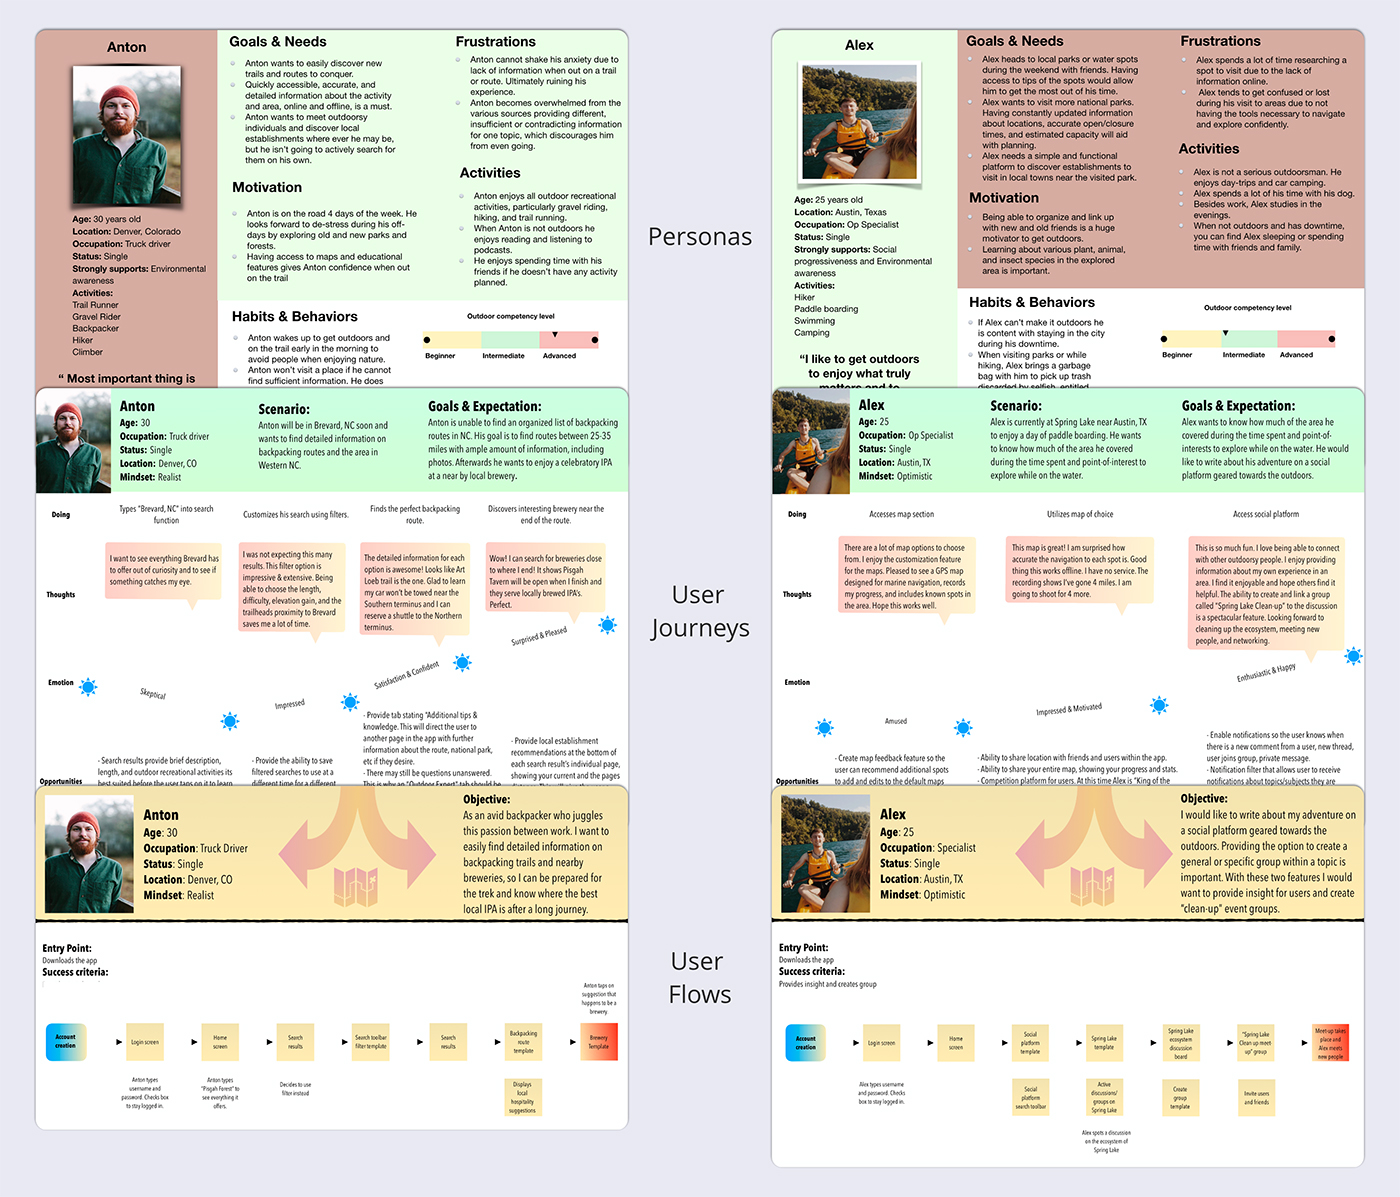 Anton
Age: 30 years old
Location: Denver, Colorado
Occupation: Truck driver
Status: Single
Strongly supports: Environmental
awareness
Activities:
Trail Runner
Gravel Rider
Backpacker
Hiker
Climber
“ Most important thing is
Goals & Needs
Anton wants to easily discover new
trails and routes to conquer.
Quickly accessible, accurate, and
detailed information about the activity
and area, online and offline, is a must.
Anton wants to meet outdoorsy
individuals and discover local
establishments where ever he may be,
but he isn't going to actively search for
them on his own.
Motivation
Anton is on the road 4 days of the week. He
looks forward to de-stress during his off-
days by exploring old and new parks and
forests.
Having access to maps and educational
features gives Anton confidence when out
on the trail
Frustrations
Anton cannot shake his anxiety due to
lack of information when out on a trail
or route. Ultimately ruining his
experience.
Anton becomes overwhelmed from the
various sources providing different,
insufficient or contradicting information
for one topic, which discourages him
from even going.
Activities
Anton enjoys all outdoor recreational
activities, particularly gravel riding,
hiking, and trail running.
When Anton is not outdoors he
enjoys reading and listening to
podcasts.
He enjoys spending time with his
friends if he doesn't have any activity
planned.
Habits & Behaviors
Anton wakes up to get outdoors and
on the trail early in the morning to
avoid people when enjoying nature.
Anton won't visit a place if he cannot
find sufficient information. He does
Outdoor competency level
Beginner Intermediate Advanced
Personas
Alex
Age: 25 years old
Location: Austin, Texas
Occupation: Op Specialist
Status: Single
Strongly supports: Social
progressiveness and Environmental
awareness
Activities:
Hiker
Paddle boarding
Swimming
Camping
“I like to get outdoors
to enjoy what truly
matters and to
Goals & Needs
Alex heads to local parks or water spots
during the weekend with friends. Having
access to tips of the spots would allow
him to get the most out of his time.
Alex wants to visit more national parks.
Having constantly updated information
about locations, accurate open/closure
times, and estimated capacity will aid
with planning.
Alex needs a simple and functional
platform to discover establishments to
visit in local towns near the visited park.
Motivation
Being able to organize and link up
with new and old friends is a huge
motivator to get outdoors.
Learning about various plant, animal,
and insect species in the explored
area is important.
Frustrations
Alex spends a lot of time researching a
spot to visit due to the lack of
information online.
Alex tends to get confused or lost
during his visit to areas due to not
having the tools necessary to navigate
and explore confidently.
Activities
Alex is not a serious outdoorsman. He
enjoys day-trips and car camping.
Alex spends a lot of his time with his dog.
Besides work, Alex studies in the
evenings.
When not outdoors and has downtime,
you can find Alex sleeping or spending
time with friends and family.
Habits & Behaviors
If Alex can't make it outdoors he
is content with staying in the city
during his downtime.
When visiting parks or while
hiking, Alex brings a garbage
bag with him to pick up trash
discarded by selfish, entitled
Outdoor competency level
Beginner Intermediate Advanced
Anton
Age: 30
Occupation: Truck driver
Status: Single
Location: Denver, CO
Mindset: Realist
Scenario:
Anton will be in Brevard, NC soon and
wants to find detailed information on
backpacking routes and the area in
Western NC.
Goals & Expectation:
Anton is unable to find an organized list of backpacking
routes in NC. His goal is to find routes between 25-35
miles with ample amount of information, including
photos. Afterwards he wants to enjoy a celebratory IPA
at a near by local brewery.
Doing
Types "Brevard, NC" into search
function
Customizes his search using filters.
Finds the perfect backpacking
route.
Discovers interesting brewery near the
end of the route.
Thoughts
I want to see everything Brevard has
to offer out of curiosity and to see if
something catches my eye.
I was not expecting this many
results. This filter option is
impressive & extensive. Being
able to choose the length,
difficulty, elevation gain, and the
trailheads proximity to Brevard
saves me a lot of time.
The detailed information for each
option is awesome! Looks like Art
Loeb trail is the one. Glad to learn
my car won't be towed near the
Southern terminus and I can
reserve a shuttle to the Northern
terminus.
Wow! I can search for breweries close
to where I end! It shows Pisgah
Tavern will be open when I finish and
they serve locally brewed IPA's.
Perfect.
Emotion
Skeptical
Impressed
Satisfaction & Confident
Surprised & Pleased
Opportunities
- Search results provide brief description,
length, and outdoor recreational activities its
best suited before the user taps on it to learn
- Provide the ability to save
filtered searches to use at a
different time for a different
- Provide tab stating "Additional tips &
knowledge. This will direct the user to
another page in the app with further
information about the route, national park,
etc if they desire.
- There may still be questions unanswered.
This is why an "Outdoor Expert" tab should be
- Provide local establishment
recommendations at the bottom of
each search result's individual page,
showing your current and the pages
User
Journeys
Alex
Age: 25
Occupation: Op Specialist
Status: Single
Location: Austin, TX
Mindset: Optimistic
Scenario:
Alex is currently at Spring Lake near Austin, TX
to enjoy a day of paddle boarding. He wants
to know how much of the area he covered
during the time spent and point-of-interest to
explore while on the water.
Goals & Expectation:
Alex wants to know how much of the area he
covered during the time spent and point-of-
interests to explore while on the water. He would
like to write about his adventure on a social
platform geared towards the outdoors.
Doing
Accesses map section
Utilizes map of choice
Access social platform
Thoughts
There are a lot of map options to choose
from. I enjoy the customization feature
for the maps. Pleased to see a GPS map
designed for marine navigation, records
my progress, and includes known spots in
the area. Hope this works well.
This map is great! I am surprised how
accurate the navigation to each spot is. Good
thing this works offline. I have no service. The
recording shows I've gone 4 miles. I am
going to shoot for 4 more.
This is so much fun. I love being able to connect
with other outdoorsy people. I enjoy providing
information about my own experience in an
area. I find it enjoyable and hope others find it
helpful. The ability to create and link a group
called "Spring Lake Clean-up" to the discussion
is a spectacular feature. Looking forward to
cleaning up the ecosystem, meeting new
people, and networking.
Emotion
Amused
Impressed & Motivated
Enthusiastic & Happy
Opportunities
- Create map feedback feature so the
user can recommend additional spots
to add and edits to the default maps
- Ability to share location with friends and users within the app.
- Ability to share your entire map, showing your progress and stats.
- Competition platform for users. At this time Alex is "King of the
- Enable notifications so the user knows when
there is a new comment from a user, new thread,
user joins group, private message.
- Notification filter that allows user to receive
notifications about topics/subjects they are
Anton
Age: 30
Occupation: Truck Driver
Status: Single
Location: Denver, CO
Mindset: Realist
Objective:
As an avid backpacker who juggles
this passion between work. I want to
easily find detailed information on
backpacking trails and nearby
breweries, so I can be prepared for
the trek and know where the best
local IPA is after a long journey.
Entry Point:
Downloads the app
Success criteria:
Anton taps on
suggestion that
happens to be a
brewery.
Account
creation
Login screen
Home
screen
Search
results
Search toolbar
filter template
Search
results
Backpacking
route
template
Brewery
Template
Anton types
username and
password. Checks
box to stay logged in.
Anton types
"Pisgah Forest" to
see everything it
offers.
Decides to use
filter instead
Displays
local
hospitality
suggestions
User
Flows
Alex
Age: 25
Occupation: Specialist
Status: Single
Location: Austin, TX
Mindset: Optimistic
Objective:
I would like to write about my adventure on
a social platform geared towards the
outdoors. Providing the option to create a
general or specific group within a topic is
important. With these two features I would
want to provide insight for users and create
"clean-up" event groups.
Entry Point:
Downloads the app
Success criteria:
Provides insight and creates group
Account
creation
Login screen
Home
screen
Social
platform
template
Spring Lake
template
Spring Lake
ecosystem
discussion
board
"Spring Lake
Clean up meet-
up" group
Meet-up takes
place and
Alex meets
new people
Alex types username
and password. Checks
box to stay logged in.
Social
platform
search toolbar
Active
discussions/
groups on
Spring Lake
Create
group
template
Invite users
and friends
Alex spots a discussion
on the ecosystem of
Spring Lake